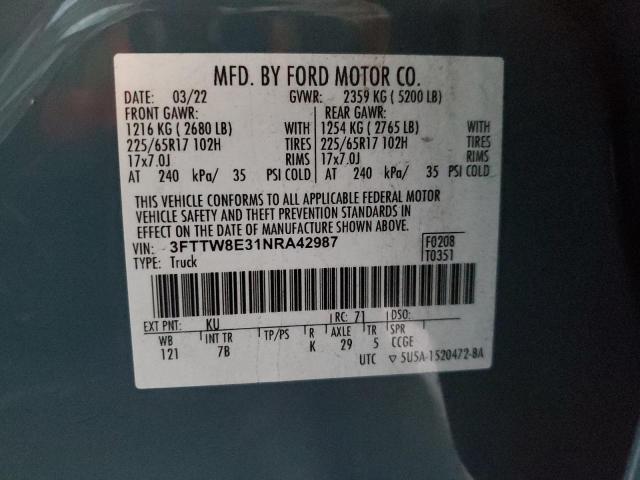 MFD. BY FORD MOTOR CO.
DATE: 03/22 GVWR: 2359 KG (5200 LB)
FRONT GAWR: REAR GAWR:
1216 KG (2680 LB) WITH 1254 KG (2765 LB) WITH
225/65R17 102H TIRES 225/65R17 102H TIRES
17x7.0J RIMS 17x7.0J RIMS
AT 240 kPa/ 35 PSI COLD AT 240 kPa/ 35 PSI COLD
THIS VEHICLE CONFORMS TO ALL APPLICABLE FEDERAL MOTOR
VEHICLE SAFETY AND THEFT PREVENTION STANDARDS IN
EFFECT ON THE DATE OF MANUFACTURE SHOWN ABOVE.
VIN: 3FTTW8E31NRA42987 F0208
TYPE: Truck T0351
EXT PNT: KU RC: 71 DSO:
WB INT TR TP/PS R AXLE TR SPR
121 7B K 29 5 CCGE
UTC ▽ 5U5A-1520472-BA